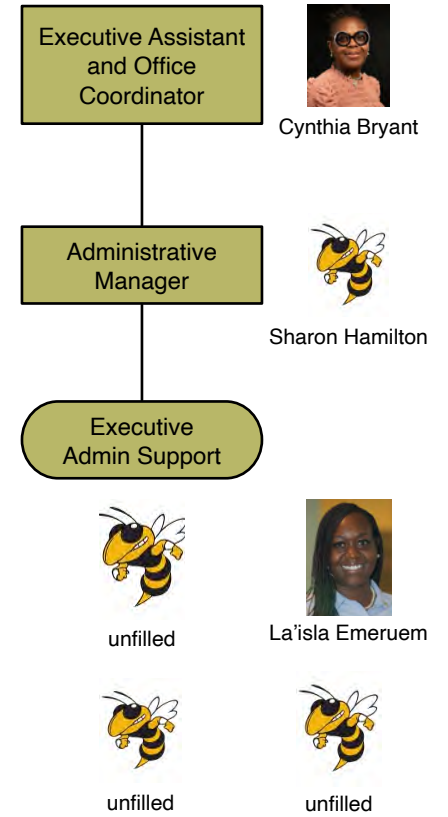 Executive Assistant
and Office
Coordinator
Cynthia Bryant
Administrative
Manager
Sharon Hamilton
Executive
Admin Support
unfilled
La'isla Emeruem
unfilled
unfilled